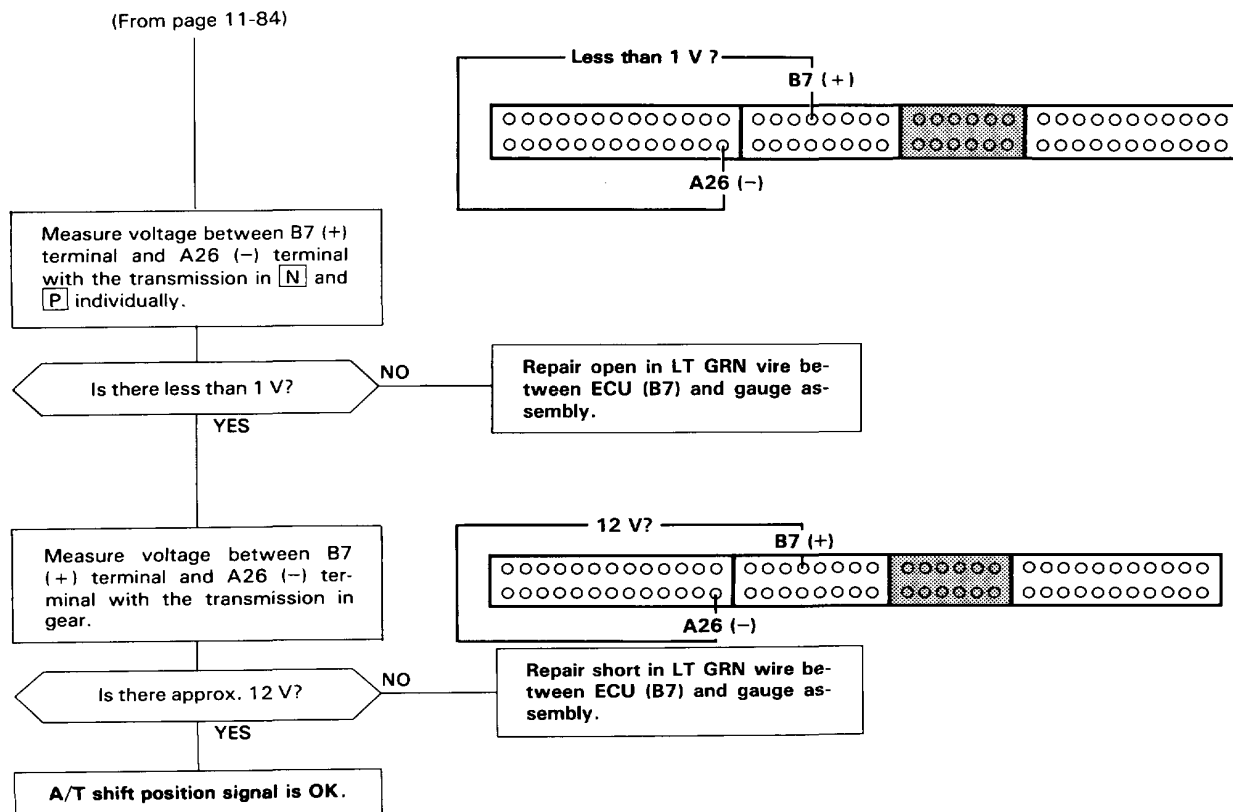 (From page 11-84)
Less than 1 V ?
B7 (+)
A26 (−)
Measure voltage between B7 (+)
terminal and A26 (−) terminal
with the transmission in N and
P individually.
Is there less than 1 V?
NO
YES
Repair open in LT GRN vire be-
tween ECU (B7) and gauge as-
sembly.
12 V?
B7 (+)
A26 (−)
Measure voltage between B7
(+) terminal and A26 (−) ter-
minal with the transmission in
gear.
Is there approx. 12 V?
NO
YES
Repair short in LT GRN wire be-
tween ECU (B7) and gauge as-
sembly.
A/T shift position signal is OK.